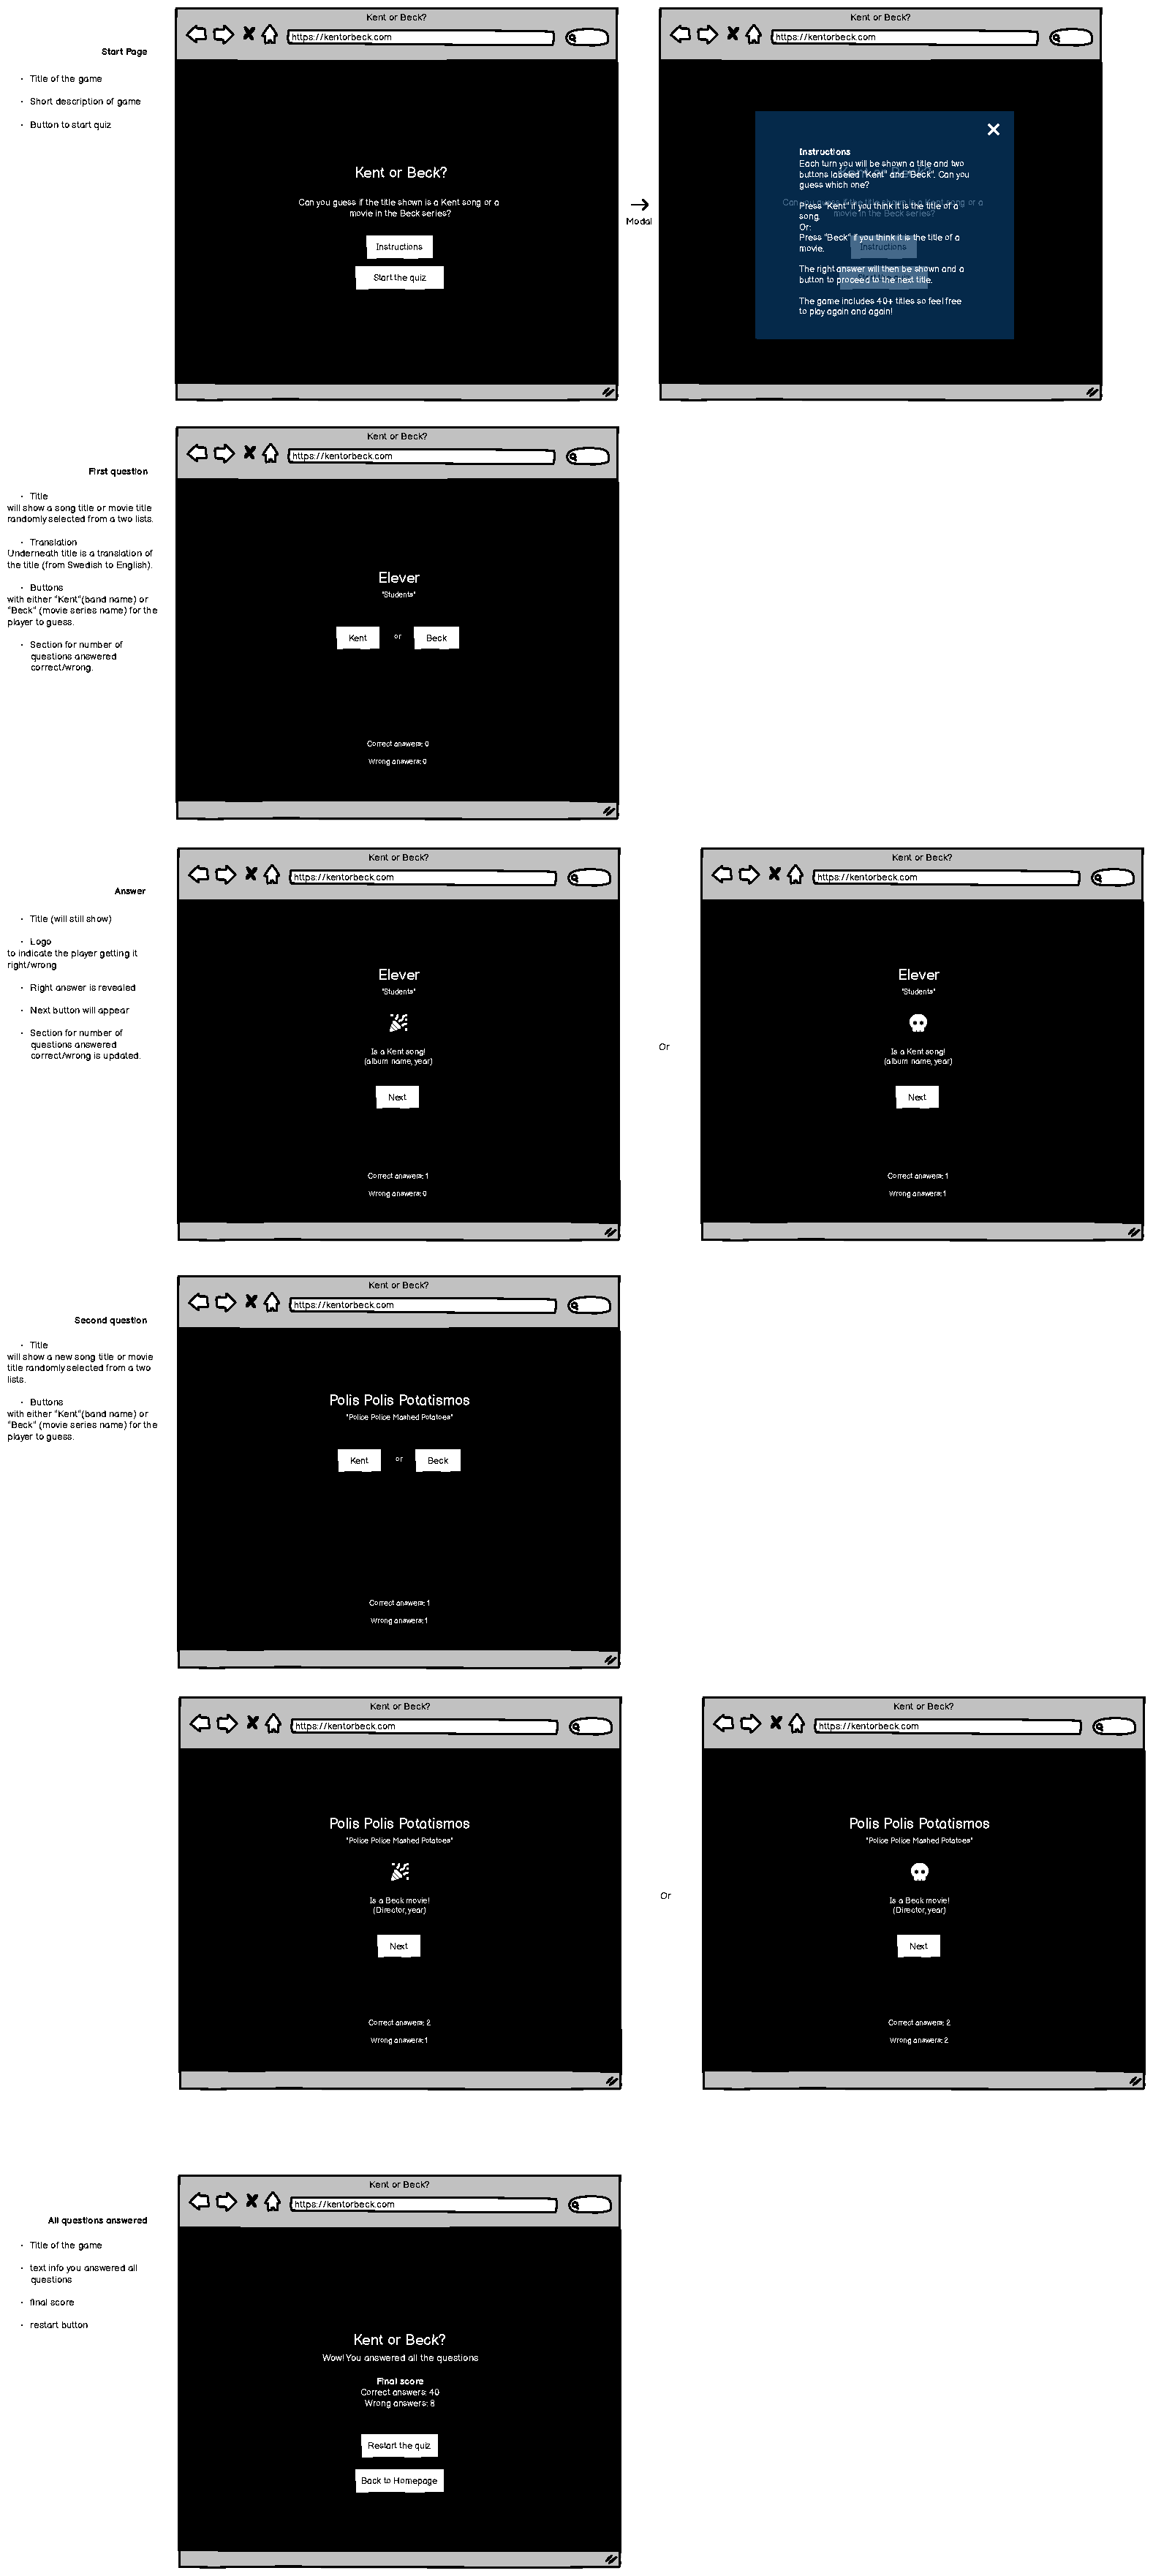 Kent or Beck?
https://kentorbeck.com
Start Page
· Title of the game
· Short description of game
· Button to start quiz
Kent or Beck?
Can you guess if the title shown is a Kent song or a
movie in the Beck series?
Instructions
Start the quiz
→
Modal
Kent or Beck?
https://kentorbeck.com
Instructions
Each turn you will be shown a title and two
buttons labeled "Kent" and "Beck". Can you
guess which one?
Press "Kent" if you think it is the title of a
song.
Or:
Press "Beck" if you think it is the title of a
movie.
The right answer will then be shown and a
button to proceed to the next title.
The game includes 40+ titles so feel free
to play again and again!
Kent or Beck?
Can you guess if the title shown is a Kent song or a
movie in the Beck series?
Instructions
Kent or Beck?
https://kentorbeck.com
First question
· Title
will show a song title or movie title
randomly selected from a two lists.
· Translation
Underneath title is a translation of
the title (from Swedish to English).
· Buttons
with either "Kent"(band name) or
"Beck" (movie series name) for the
player to guess.
· Section for number of
questions answered
correct/wrong.
Elever
"Students"
Kent or Beck
Correct answers: 0
Wrong answers: 0
Kent or Beck?
https://kentorbeck.com
Answer
· Title (will still show)
· Logo
to indicate the player getting it
right/wrong
· Right answer is revealed
· Next button will appear
· Section for number of
questions answered
correct/wrong is updated.
Elever
"Students"
Is a Kent song!
(album name, year)
Next
Correct answers: 1
Wrong answers: 0
Or
Kent or Beck?
https://kentorbeck.com
Elever
"Students"
Is a Kent song!
(album name, year)
Next
Correct answers: 1
Wrong answers: 1
Kent or Beck?
https://kentorbeck.com
Second question
· Title
will show a new song title or movie
title randomly selected from a two
lists.
· Buttons
with either "Kent"(band name) or
"Beck" (movie series name) for the
player to guess.
Polis Polis Potatismos
"Police Police Mashed Potatoes"
Kent or Beck
Correct answers: 1
Wrong answers: 1
Kent or Beck?
https://kentorbeck.com
Polis Polis Potatismos
"Police Police Mashed Potatoes"
Is a Beck movie!
(Director, year)
Next
Correct answers: 2
Wrong answers: 1
Or
Kent or Beck?
https://kentorbeck.com
Polis Polis Potatismos
"Police Police Mashed Potatoes"
Is a Beck movie!
(Director, year)
Next
Correct answers: 2
Wrong answers: 2
Kent or Beck?
https://kentorbeck.com
All questions answered
· Title of the game
· text info you answered all
questions
· final score
· restart button
Kent or Beck?
Wow! You answered all the questions
Final score
Correct answers: 40
Wrong answers: 8
Restart the quiz
Back to Homepage